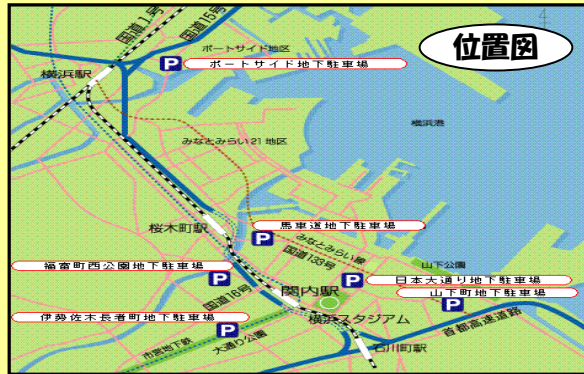 国道1号
国道15号
位置図
ポートサイド地区
P
ポートサイド地下駐車場
横浜駅
横浜港
みなとみらい21地区
馬車道地下駐車場
桜木町駅
P
みなとみらい線
国道133号
山下公園
福富町西公園地下駐車場
P
P
日本大通り地下駐車場
関内駅
山下町地下駐車場
国道16号
P
伊勢佐木長者町地下駐車場
P
横浜スタジアム
首都高速道路
市営地下鉄
大通り公園
石川町駅